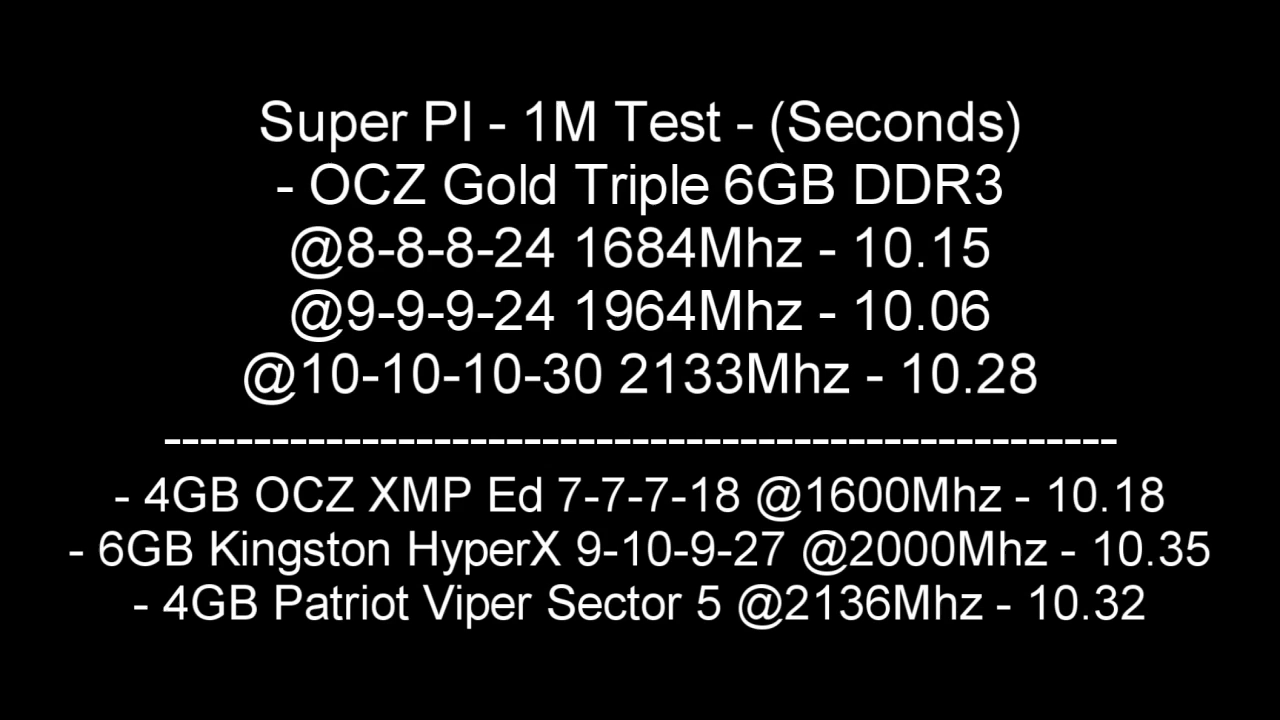 Super PI - 1M Test - (Seconds)
- OCZ Gold Triple 6GB DDR3
@8-8-8-24 1684Mhz - 10.15
@9-9-9-24 1964Mhz - 10.06
@10-10-10-30 2133Mhz - 10.28
-----------------------------------------------------
- 4GB OCZ XMP Ed 7-7-7-18 @1600Mhz - 10.18
- 6GB Kingston HyperX 9-10-9-27 @2000Mhz - 10.35
- 4GB Patriot Viper Sector 5 @2136Mhz - 10.32